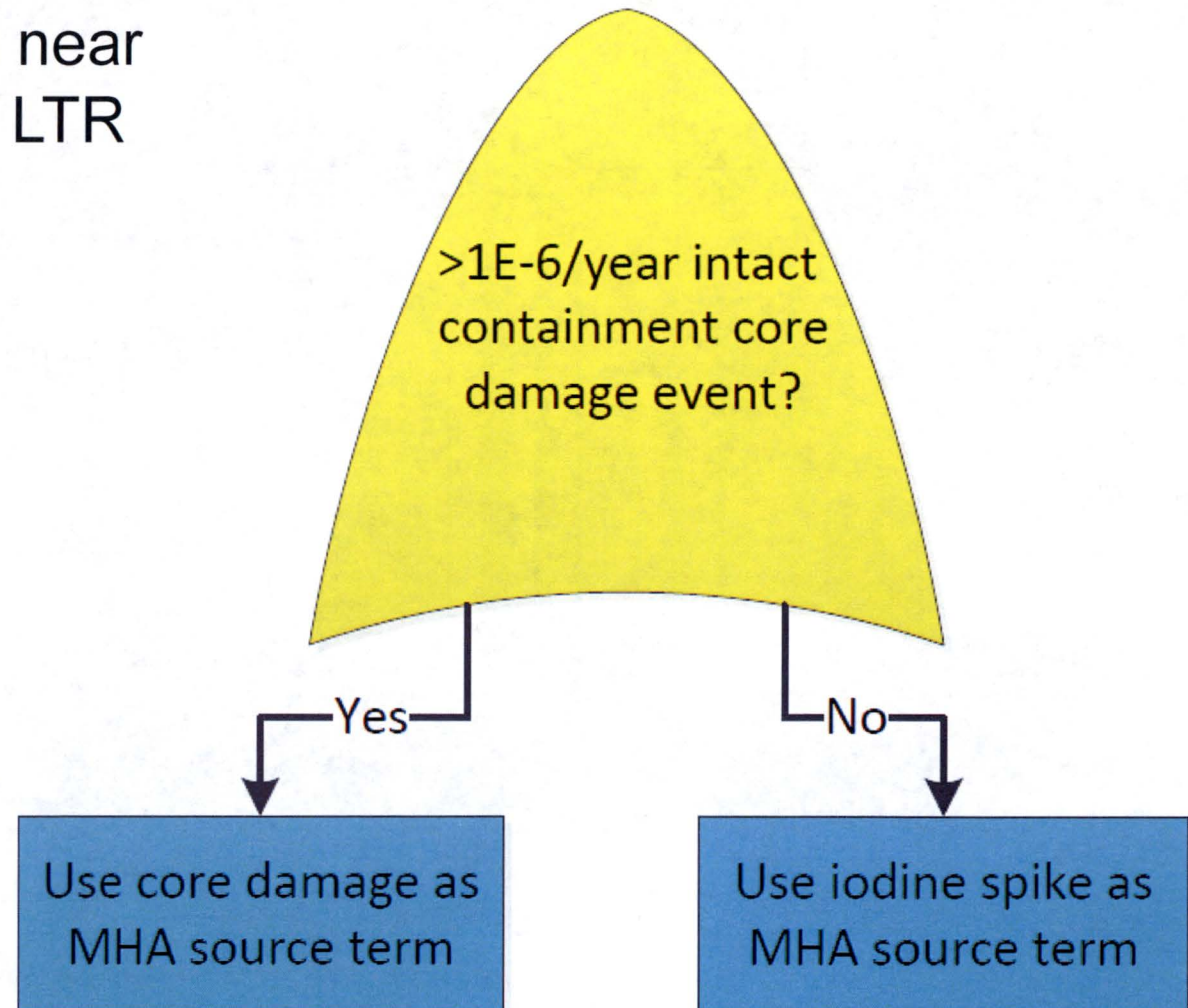 near
LTR
>1E-6/year intact
containment core
damage event?
Yes
No
Use core damage as
MHA source term
Use iodine spike as
MHA source term